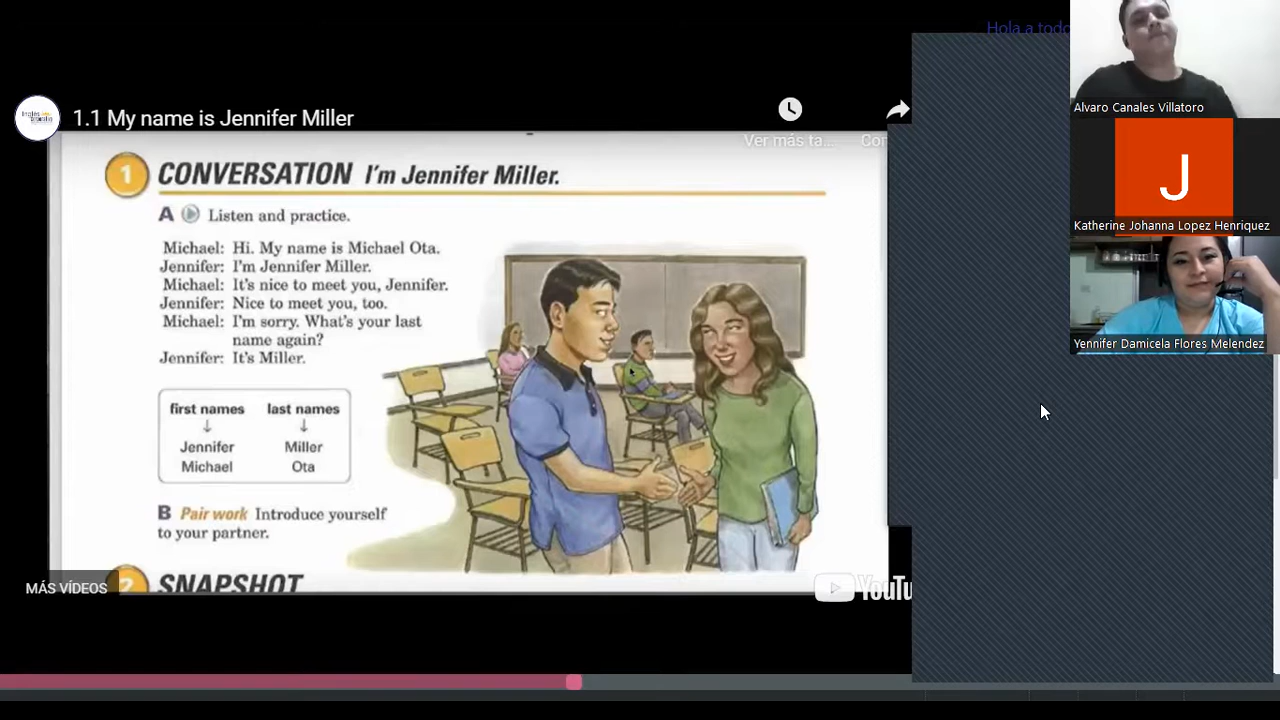 Hola a todo
1.1 My name is Jennifer Miller
Ver más ta...
1 CONVERSATION I'm Jennifer Miller.
A Listen and practice.
Michael: Hi. My name is Michael Ota.
Jennifer: I'm Jennifer Miller.
Michael: It's nice to meet you, Jennifer.
Jennifer: Nice to meet you, too.
Michael: I'm sorry. What's your last
name again?
Jennifer: It's Miller.
first names last names
↓ ↓
Jennifer Miller
Michael Ota
B Pair work Introduce yourself
to your partner.
2 SNAPSHOT
MÁS VÍDEOS
YouTu
Alvaro Canales Villatoro
J
Katherine Johanna Lopez Henriquez
Yennifer Damicela Flores Melendez